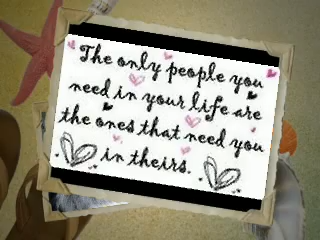 The only people you
need in your life are
the ones that need you
in theirs.